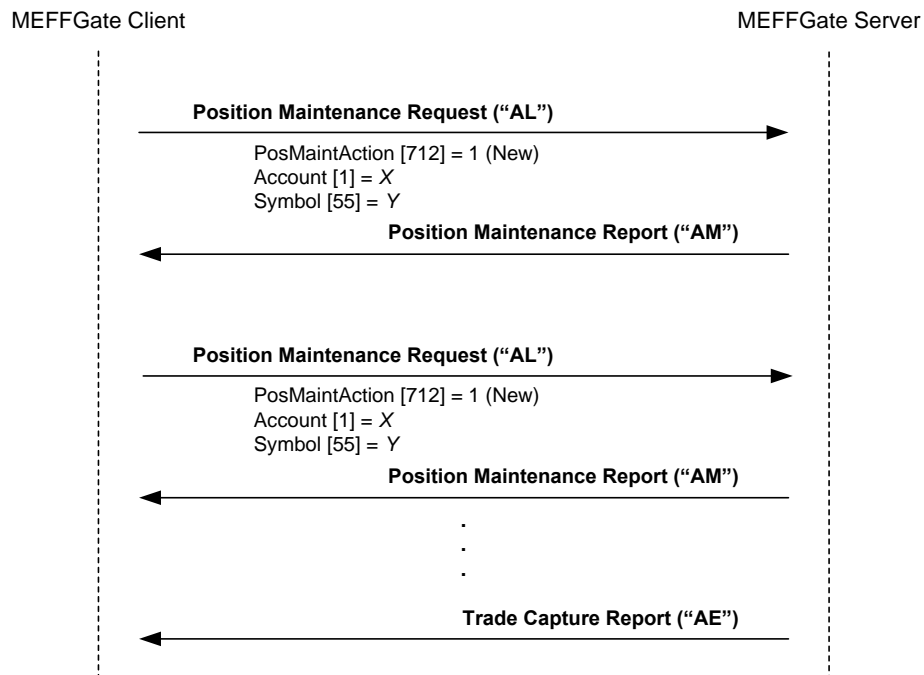 MEFFGate Client
MEFFGate Server
Position Maintenance Request (“AL”)
PosMaintAction [712] = 1 (New)
Account [1] = X
Symbol [55] = Y
Position Maintenance Report (“AM”)
Position Maintenance Request (“AL”)
PosMaintAction [712] = 1 (New)
Account [1] = X
Symbol [55] = Y
Position Maintenance Report (“AM”)
.
.
.
Trade Capture Report (“AE”)